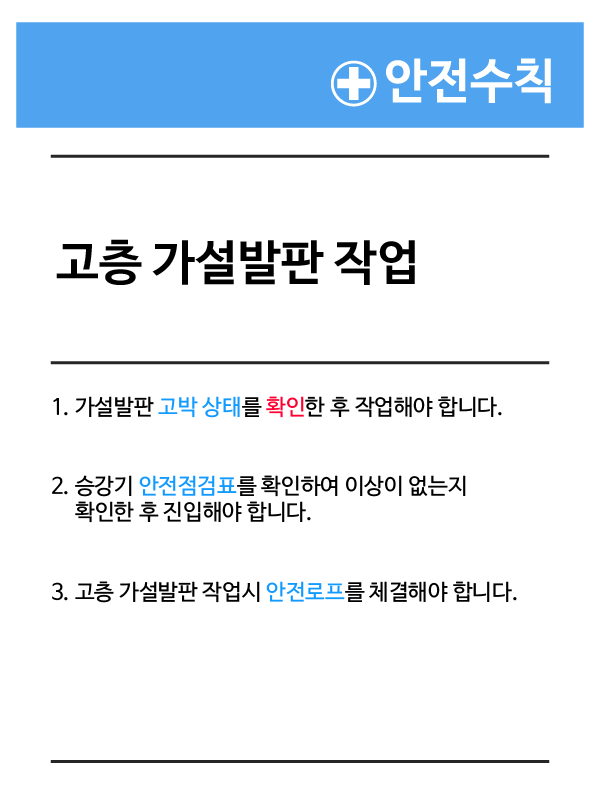 안전수칙
고층 가설발판 작업
1. 가설발판 고박 상태를 확인한 후 작업해야 합니다.
2. 승강기 안전점검표를 확인하여 이상이 없는지
확인한 후 진입해야 합니다.
3. 고층 가설발판 작업시 안전로프를 체결해야 합니다.